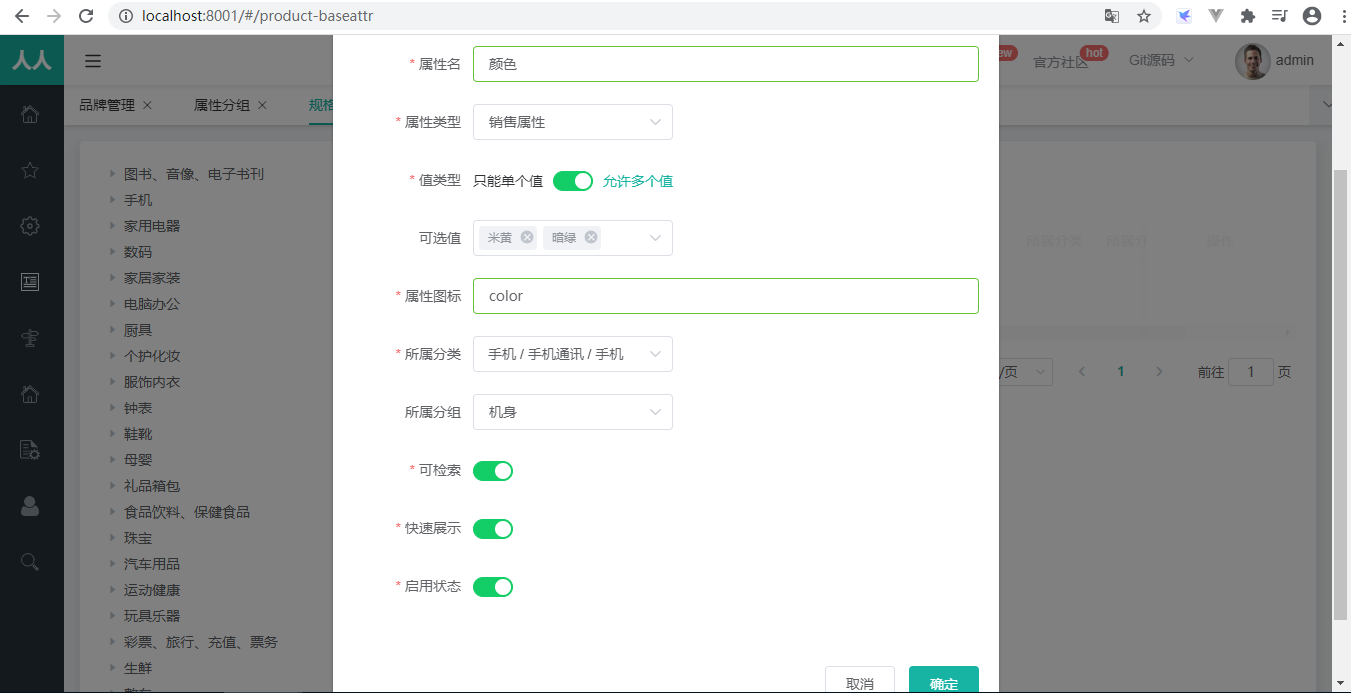 localhost:8001/#/product-baseattr
人人
ew
官方社区
hot
Git源码
admin
品牌管理
属性分组
规格
图书、音像、电子书刊
手机
家用电器
数码
家居家装
电脑办公
厨具
个护化妆
服饰内衣
钟表
鞋靴
母婴
礼品箱包
食品饮料、保健食品
珠宝
汽车用品
运动健康
玩具乐器
彩票、旅行、充值、票务
生鲜
* 属性名 颜色
* 属性类型 销售属性
* 值类型 只能单个值 允许多个值
可选值 米黄 暗绿
* 属性图标 color
* 所属分类 手机 / 手机通讯 / 手机
所属分组 机身
* 可检索
* 快速展示
* 启用状态
取消 确定
所属分类 所属分 操作
/页 1 前往 1 页